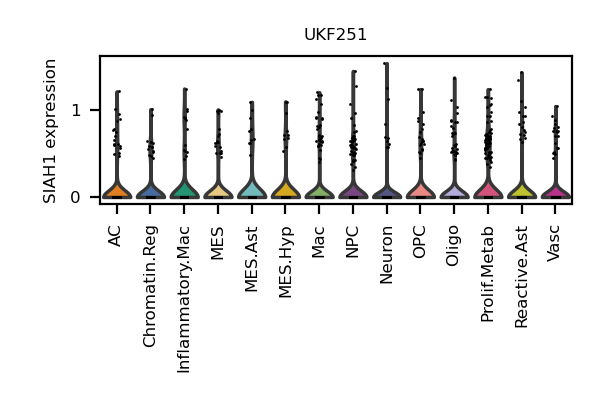 UKF251
SIAH1 expression
1
0
AC
Chromatin.Reg
Inflammatory.Mac
MES
MES.Ast
MES.Hyp
Mac
NPC
Neuron
OPC
Oligo
Prolif.Metab
Reactive.Ast
Vasc